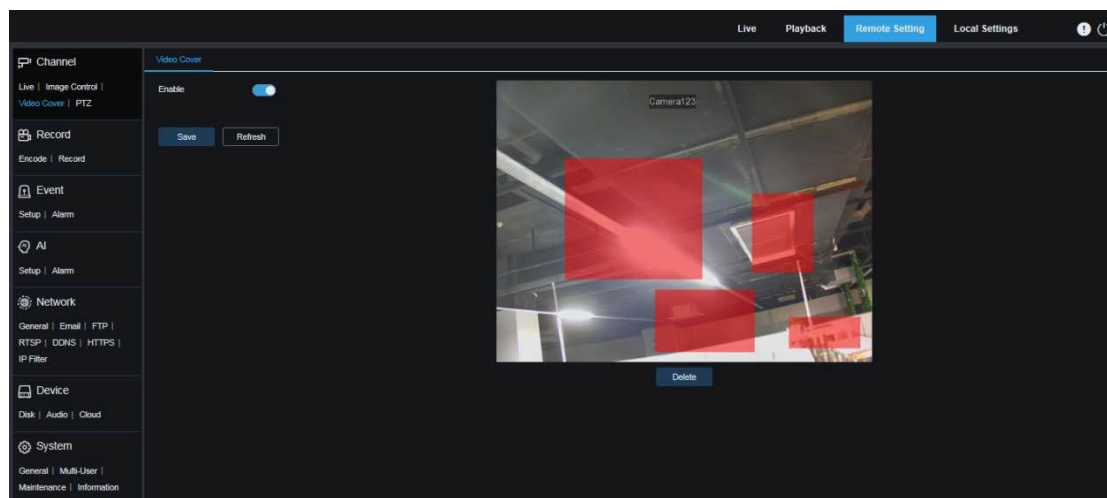 Live Playback Remote Setting Local Settings
Channel
Live | Image Control |
Video Cover | PTZ
Record
Encode | Record
Event
Setup | Alarm
AI
Setup | Alarm
Network
General | Email | FTP |
RTSP | DDNS | HTTPS |
IP Filter
Device
Disk | Audio | Cloud
System
General | Multi-User |
Maintenance | Information
Video Cover
Enable
Save Refresh
Camera123
Delete